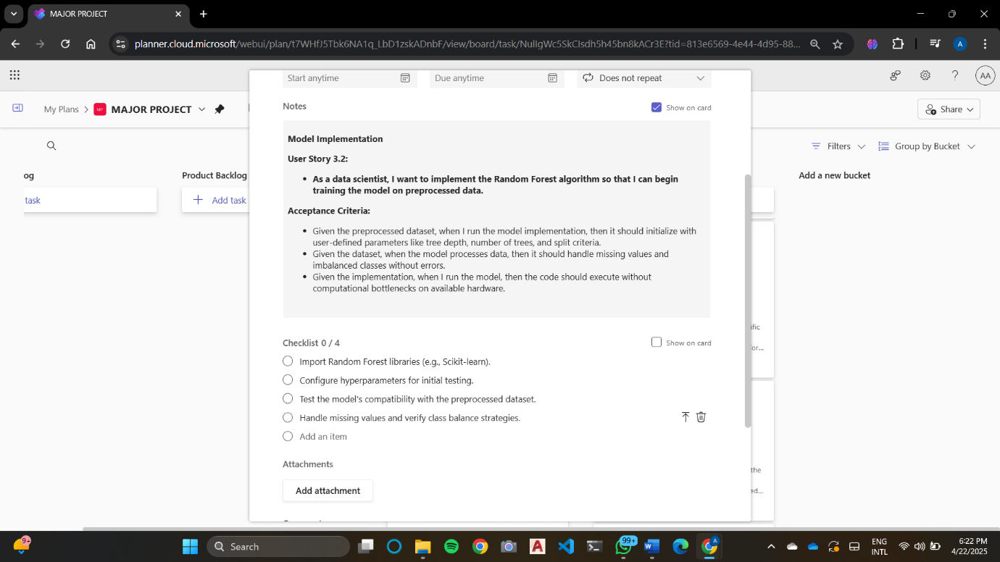 MAJOR PROJECT
planner.cloud.microsoft/webui/plan/t7WHfJ5Tbk6NA1q_LbD1zskADnbF/view/board/task/NulIgWc5SkCIsdh5h45bn8kACr3E?tid=813e6569-4e44-4d95-88...
A
AA
My Plans > MP MAJOR PROJECT
Share
Filters
Group by Bucket
og
Product Backlog
Add a new bucket
task
Add task
Start anytime
Due anytime
Does not repeat
Notes
Show on card
Model Implementation
User Story 3.2:
• As a data scientist, I want to implement the Random Forest algorithm so that I can begin
training the model on preprocessed data.
Acceptance Criteria:
• Given the preprocessed dataset, when I run the model implementation, then it should initialize with
user-defined parameters like tree depth, number of trees, and split criteria.
• Given the dataset, when the model processes data, then it should handle missing values and
imbalanced classes without errors.
• Given the implementation, when I run the model, then the code should execute without
computational bottlenecks on available hardware.
ific
or...
Checklist 0 / 4
Show on card
Import Random Forest libraries (e.g., Scikit-learn).
Configure hyperparameters for initial testing.
Test the model's compatibility with the preprocessed dataset.
Handle missing values and verify class balance strategies.
Add an item
the
ed...
Attachments
Add attachment
9+
Search
99+
A
ENG
INTL
6:22 PM
4/22/2025